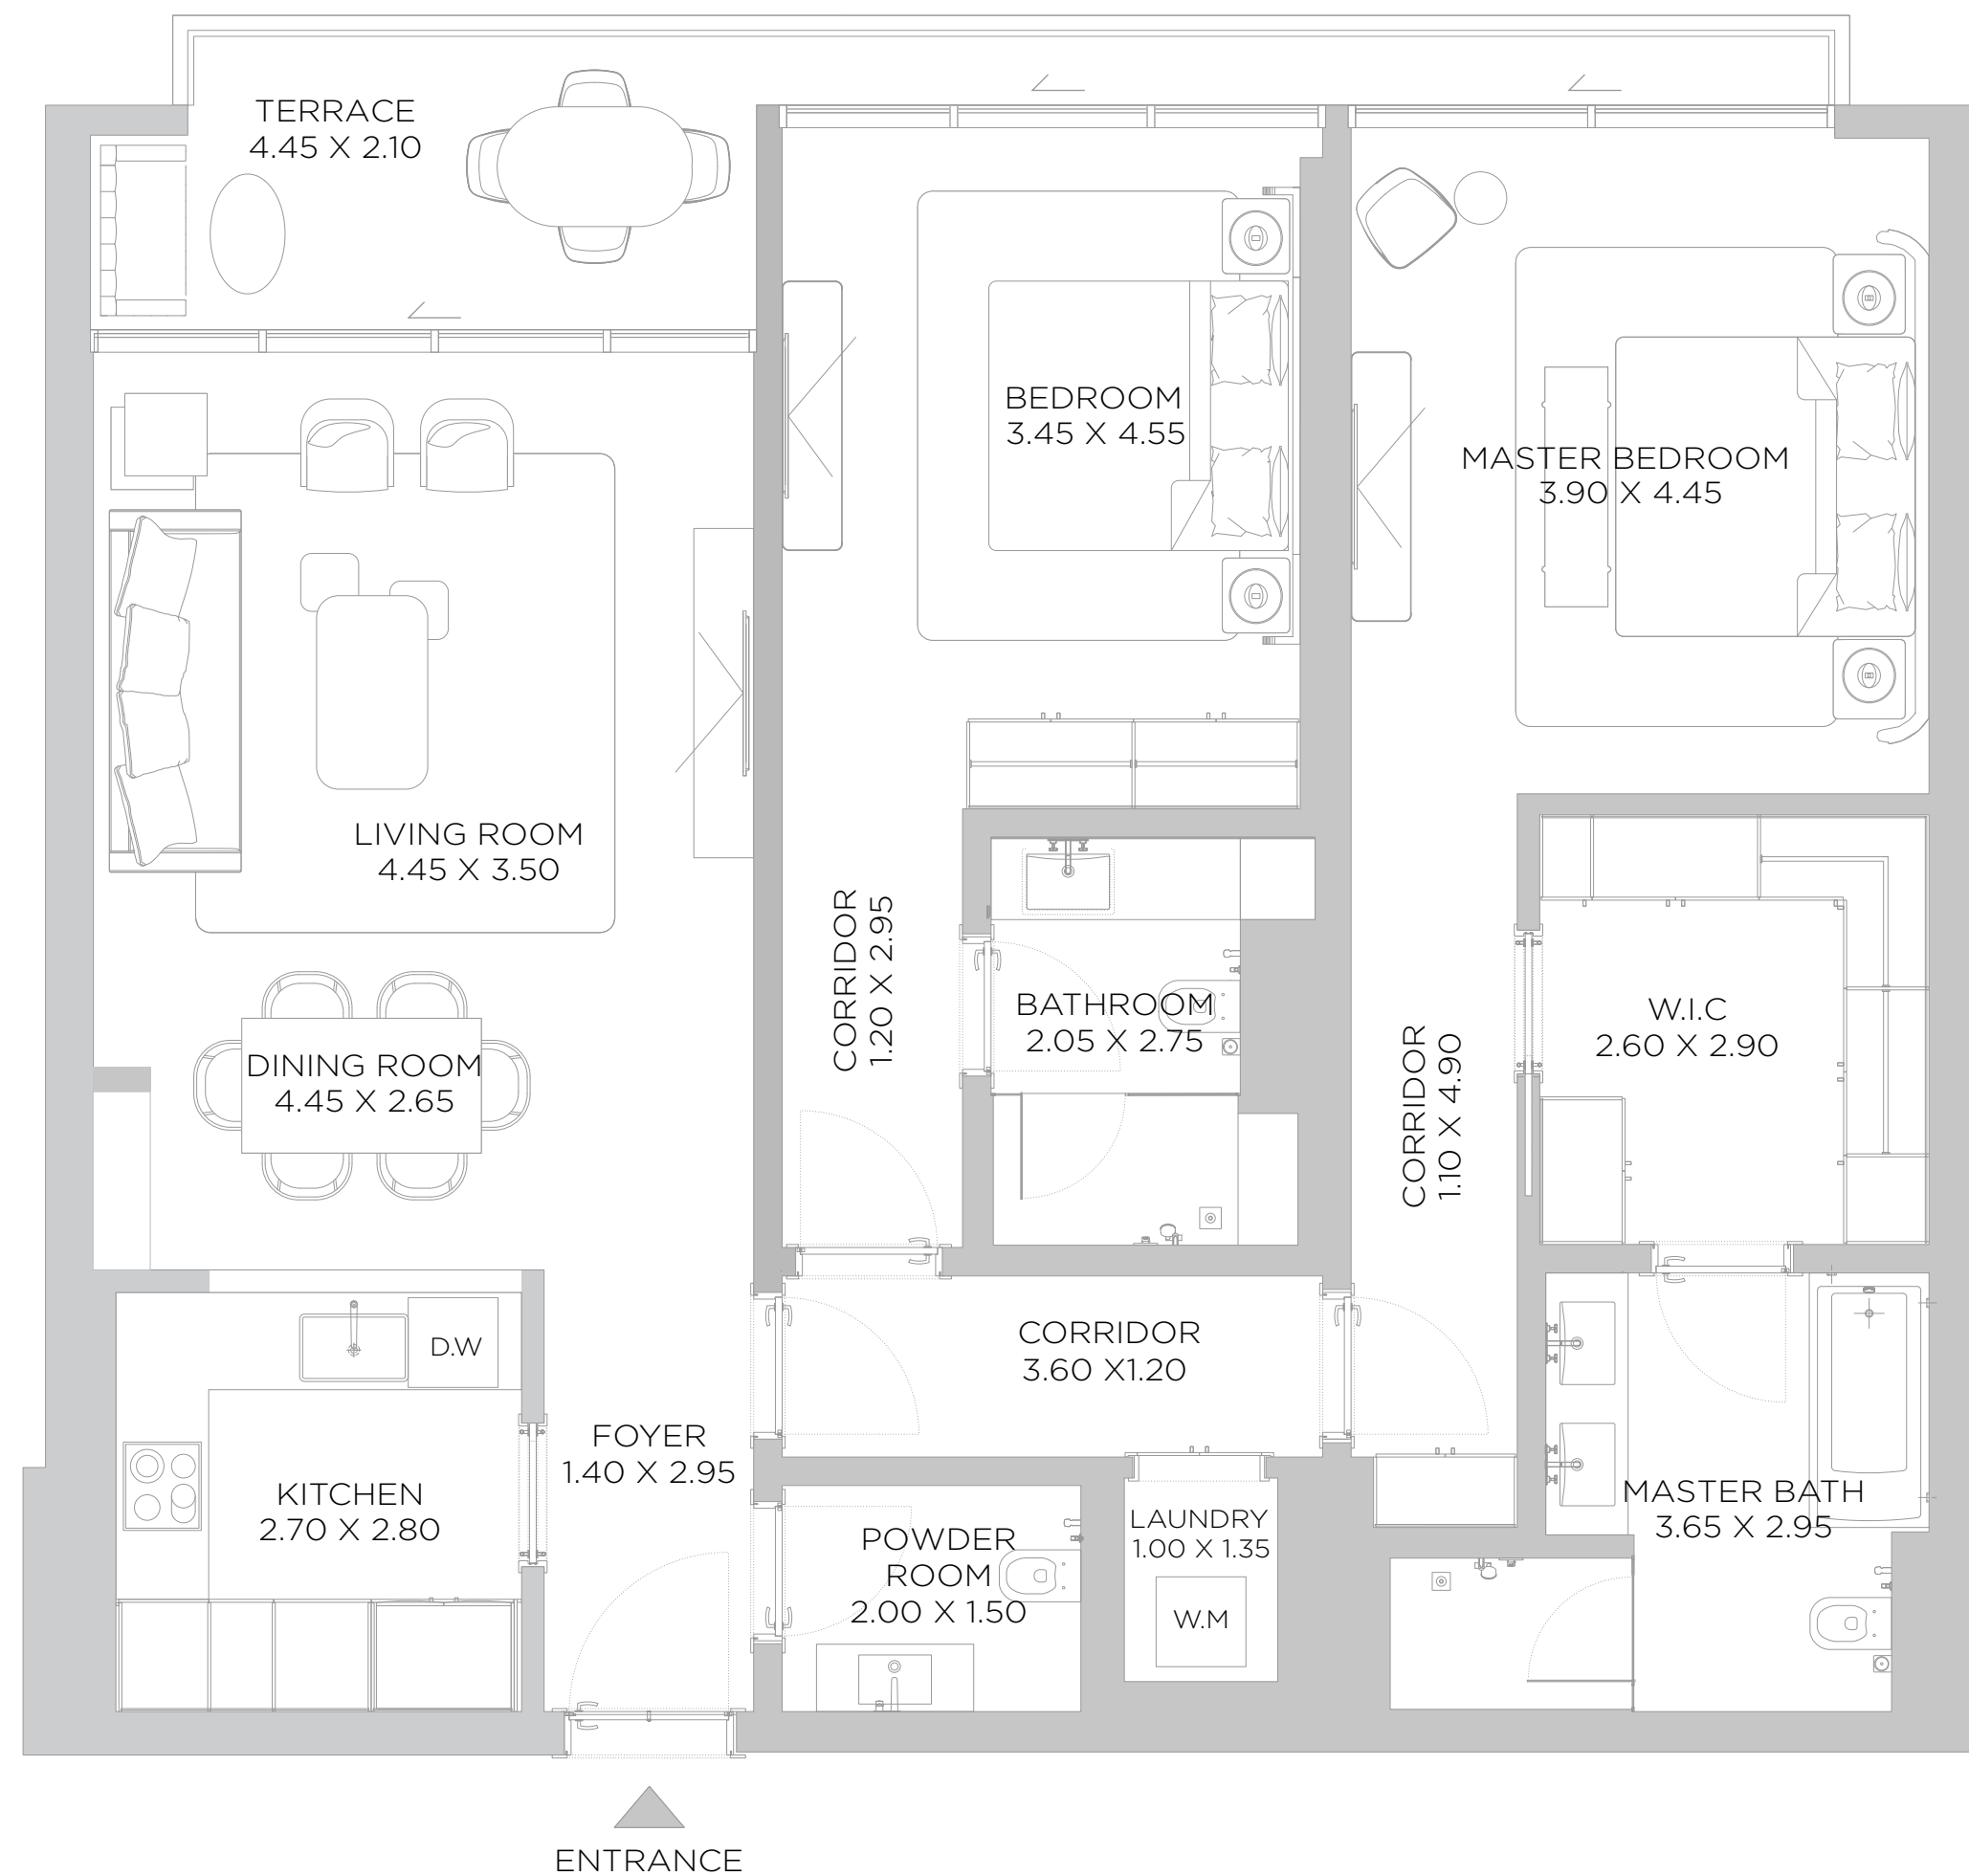 TERRACE
4.45 X 2.10
BEDROOM
3.45 X 4.55
MASTER BEDROOM
3.90 X 4.45
LIVING ROOM
4.45 X 3.50
CORRIDOR
1.20 X 2.95
BATHROOM
2.05 X 2.75
W.I.C
2.60 X 2.90
DINING ROOM
4.45 X 2.65
CORRIDOR
1.10 X 4.90
D.W
CORRIDOR
3.60 X1.20
FOYER
1.40 X 2.95
KITCHEN
2.70 X 2.80
POWDER
ROOM
2.00 X 1.50
LAUNDRY
1.00 X 1.35
W.M
MASTER BATH
3.65 X 2.95
ENTRANCE